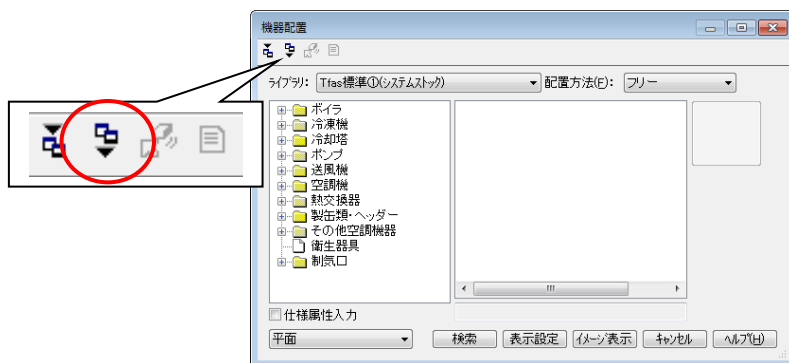 機器配置
ライブラリ: Tfas標準①(システムストック) 配置方法(F): フリー
ボイラ
冷凍機
冷却塔
ポンプ
送風機
空調機
熱交換器
製缶類・ヘッダー
その他空調機器
衛生器具
制気口
仕様属性入力
平面 検索 表示設定 イメージ表示 キャンセル ヘルプ(H)